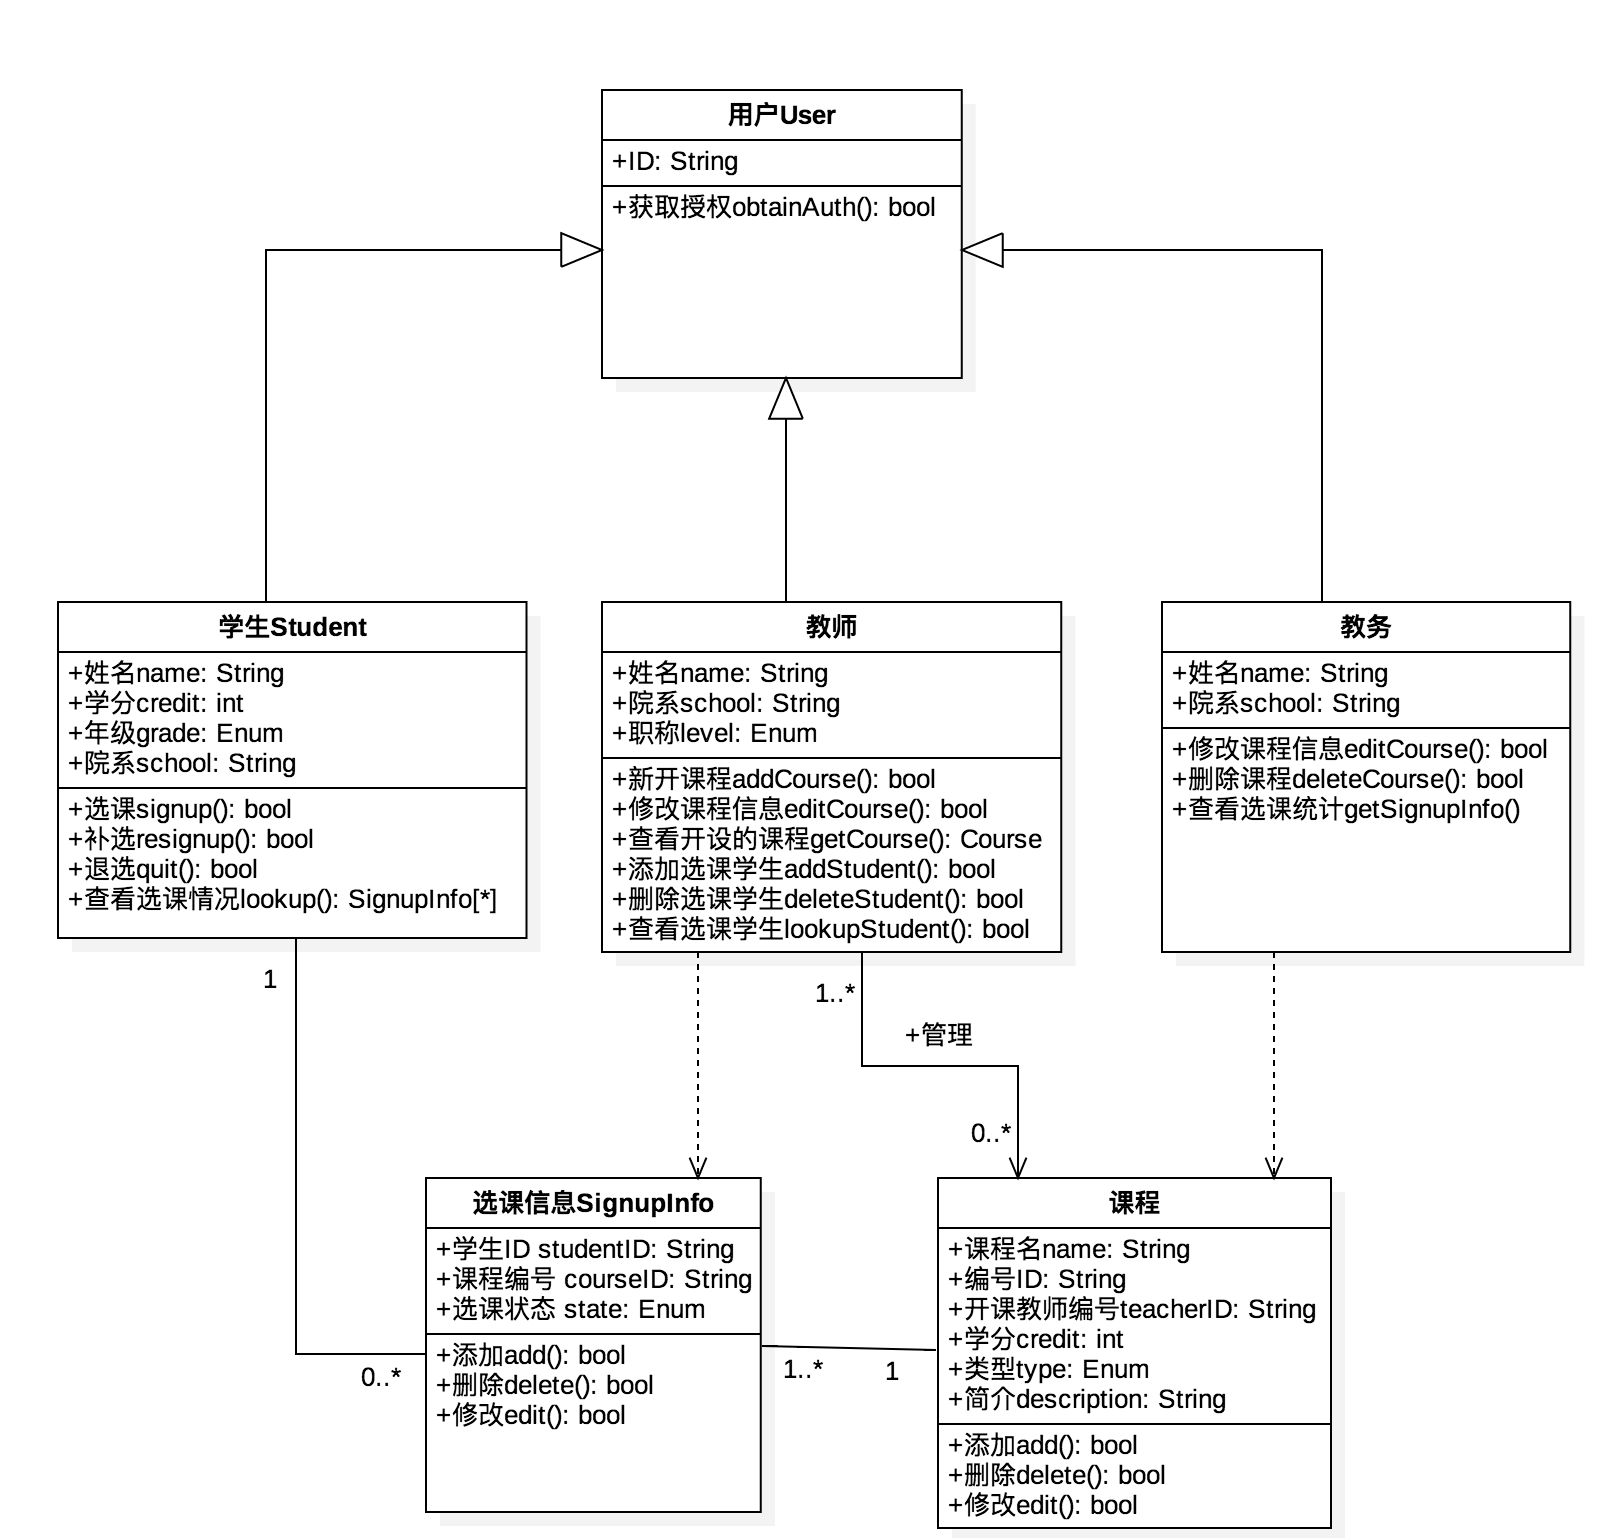 用户User
+ID: String
+获取授权obtainAuth(): bool
学生Student
+姓名name: String
+学分credit: int
+年级grade: Enum
+院系school: String
+选课signup(): bool
+补选resignup(): bool
+退选quit(): bool
+查看选课情况lookup(): SignupInfo[*]
教师
+姓名name: String
+院系school: String
+职称level: Enum
+新开课程addCourse(): bool
+修改课程信息editCourse(): bool
+查看开设的课程getCourse(): Course
+添加选课学生addStudent(): bool
+删除选课学生deleteStudent(): bool
+查看选课学生lookupStudent(): bool
教务
+姓名name: String
+院系school: String
+修改课程信息editCourse(): bool
+删除课程deleteCourse(): bool
+查看选课统计getSignupInfo()
1
1..*
+管理
0..*
选课信息SignupInfo
+学生ID studentID: String
+课程编号 courseID: String
+选课状态 state: Enum
+添加add(): bool
+删除delete(): bool
+修改edit(): bool
0..*
1..*
1
课程
+课程名name: String
+编号ID: String
+开课教师编号teacherID: String
+学分credit: int
+类型type: Enum
+简介description: String
+添加add(): bool
+删除delete(): bool
+修改edit(): bool